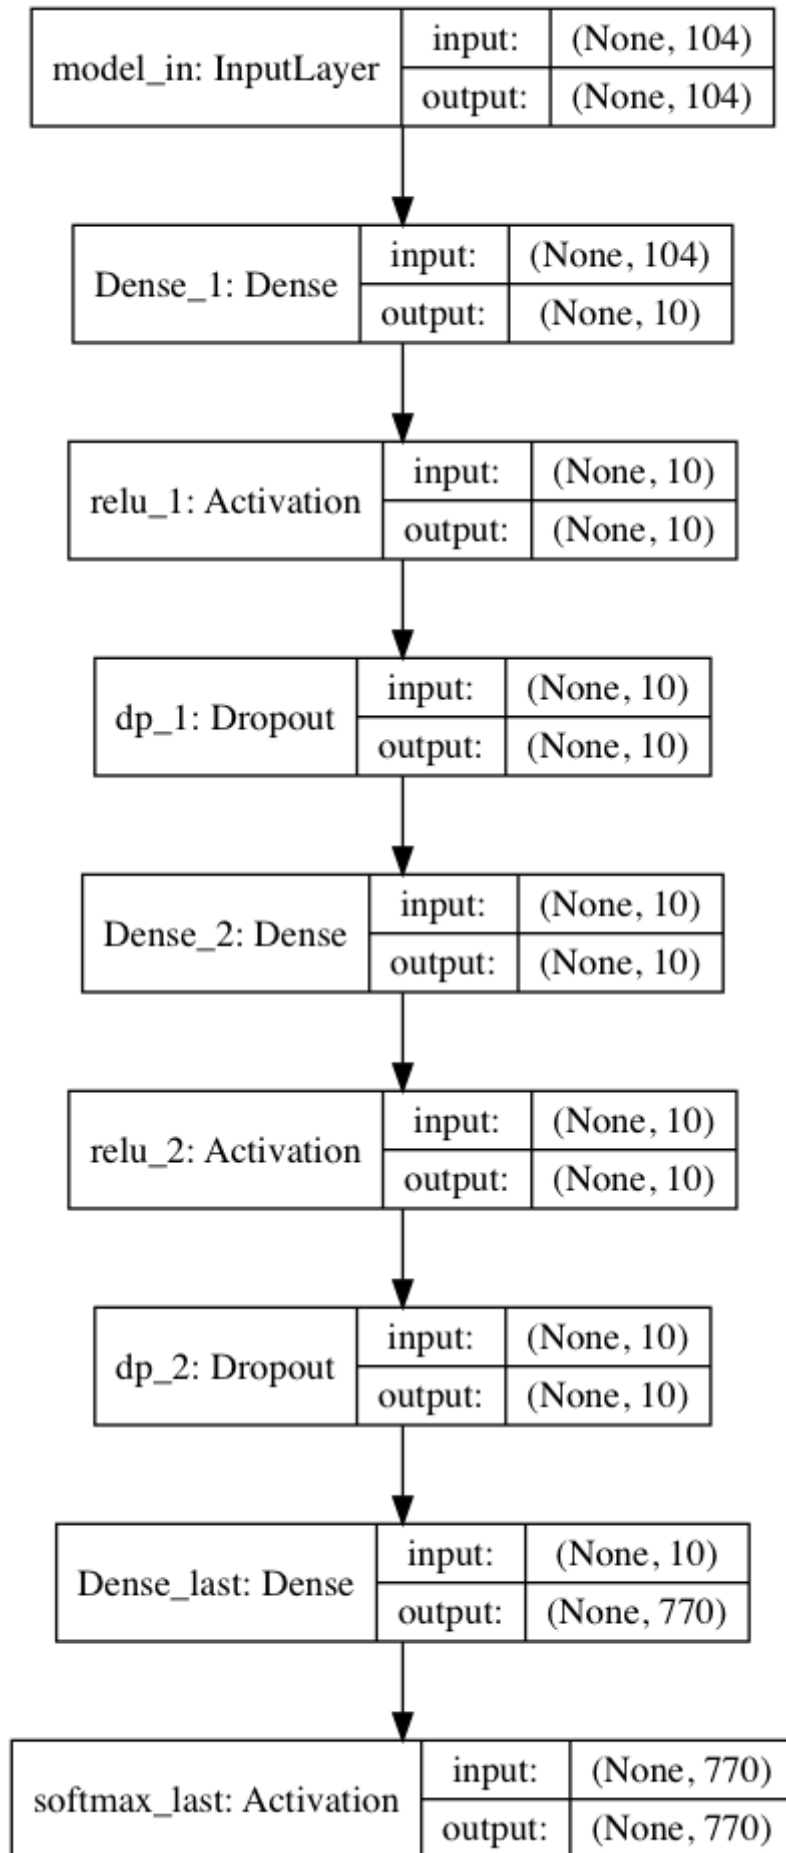 model_in: InputLayer
input:
(None, 104)
output:
(None, 104)
Dense_1: Dense
input:
(None, 104)
output:
(None, 10)
relu_1: Activation
input:
(None, 10)
output:
(None, 10)
dp_1: Dropout
input:
(None, 10)
output:
(None, 10)
Dense_2: Dense
input:
(None, 10)
output:
(None, 10)
relu_2: Activation
input:
(None, 10)
output:
(None, 10)
dp_2: Dropout
input:
(None, 10)
output:
(None, 10)
Dense_last: Dense
input:
(None, 10)
output:
(None, 770)
softmax_last: Activation
input:
(None, 770)
output:
(None, 770)